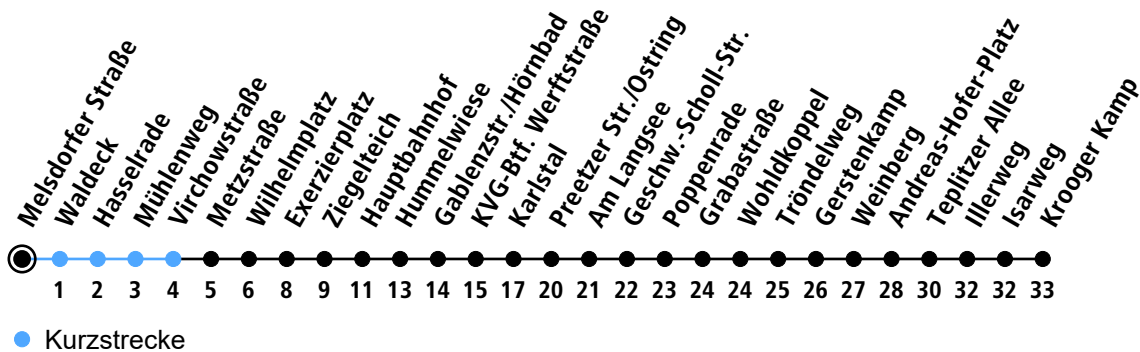 Melsdorfer Straße
Waldeck
Hasselrade
Mühlenweg
Virchowstraße
Metzstraße
Wilhelmplatz
Exerzierplatz
Ziegelteich
Hauptbahnhof
Hummelwiese
Gablenzstr./Hörnbad
KVG-Btf. Werftstraße
Karlstal
Preetzer Str./Ostring
Am Langsee
Geschw.-Scholl-Str.
Poppenrade
Grabastraße
Wohldkoppel
Tröndelweg
Gerstenkamp
Weinberg
Andreas-Hofer-Platz
Teplitzer Allee
Illerweg
Isarweg
Krooger Kamp
1 2 3 4 5 6 8 9 11 13 14 15 17 20 21 22 23 24 24 25 26 27 28 30 32 32 33
Kurzstrecke